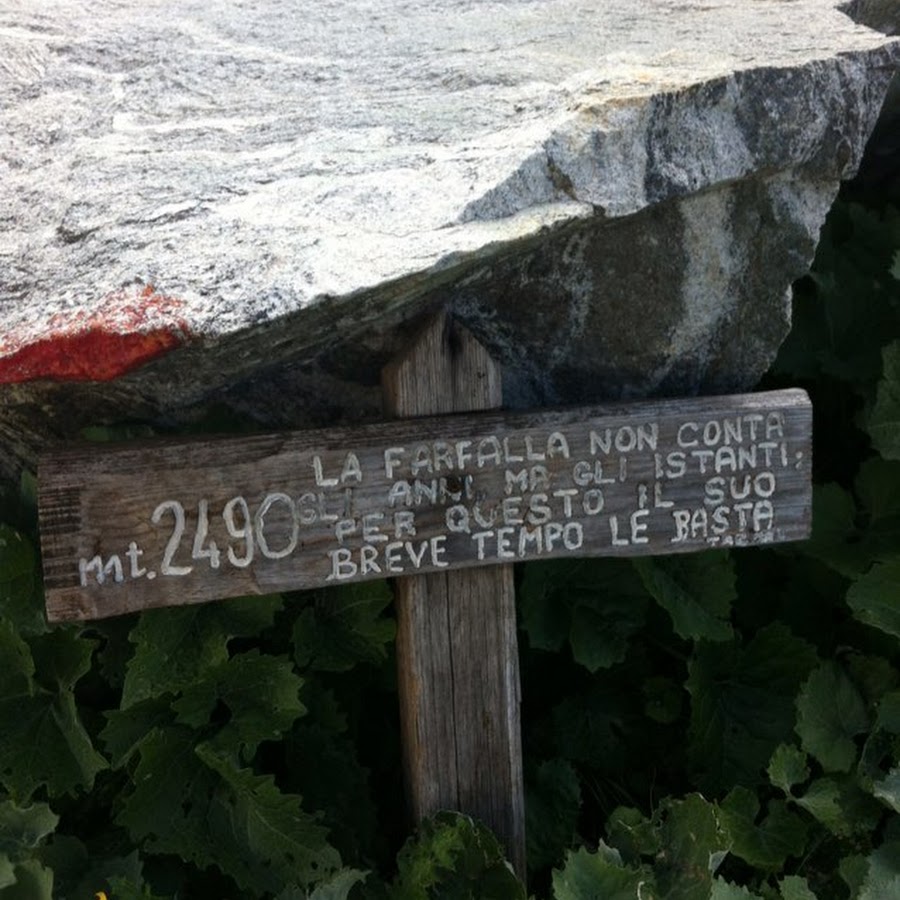 LA FARFALLA NON CONTA
GLI ANNI, MA GLI ISTANTI:
PER QUESTO IL SUO
BREVE TEMPO LE BASTA
mt. 2490